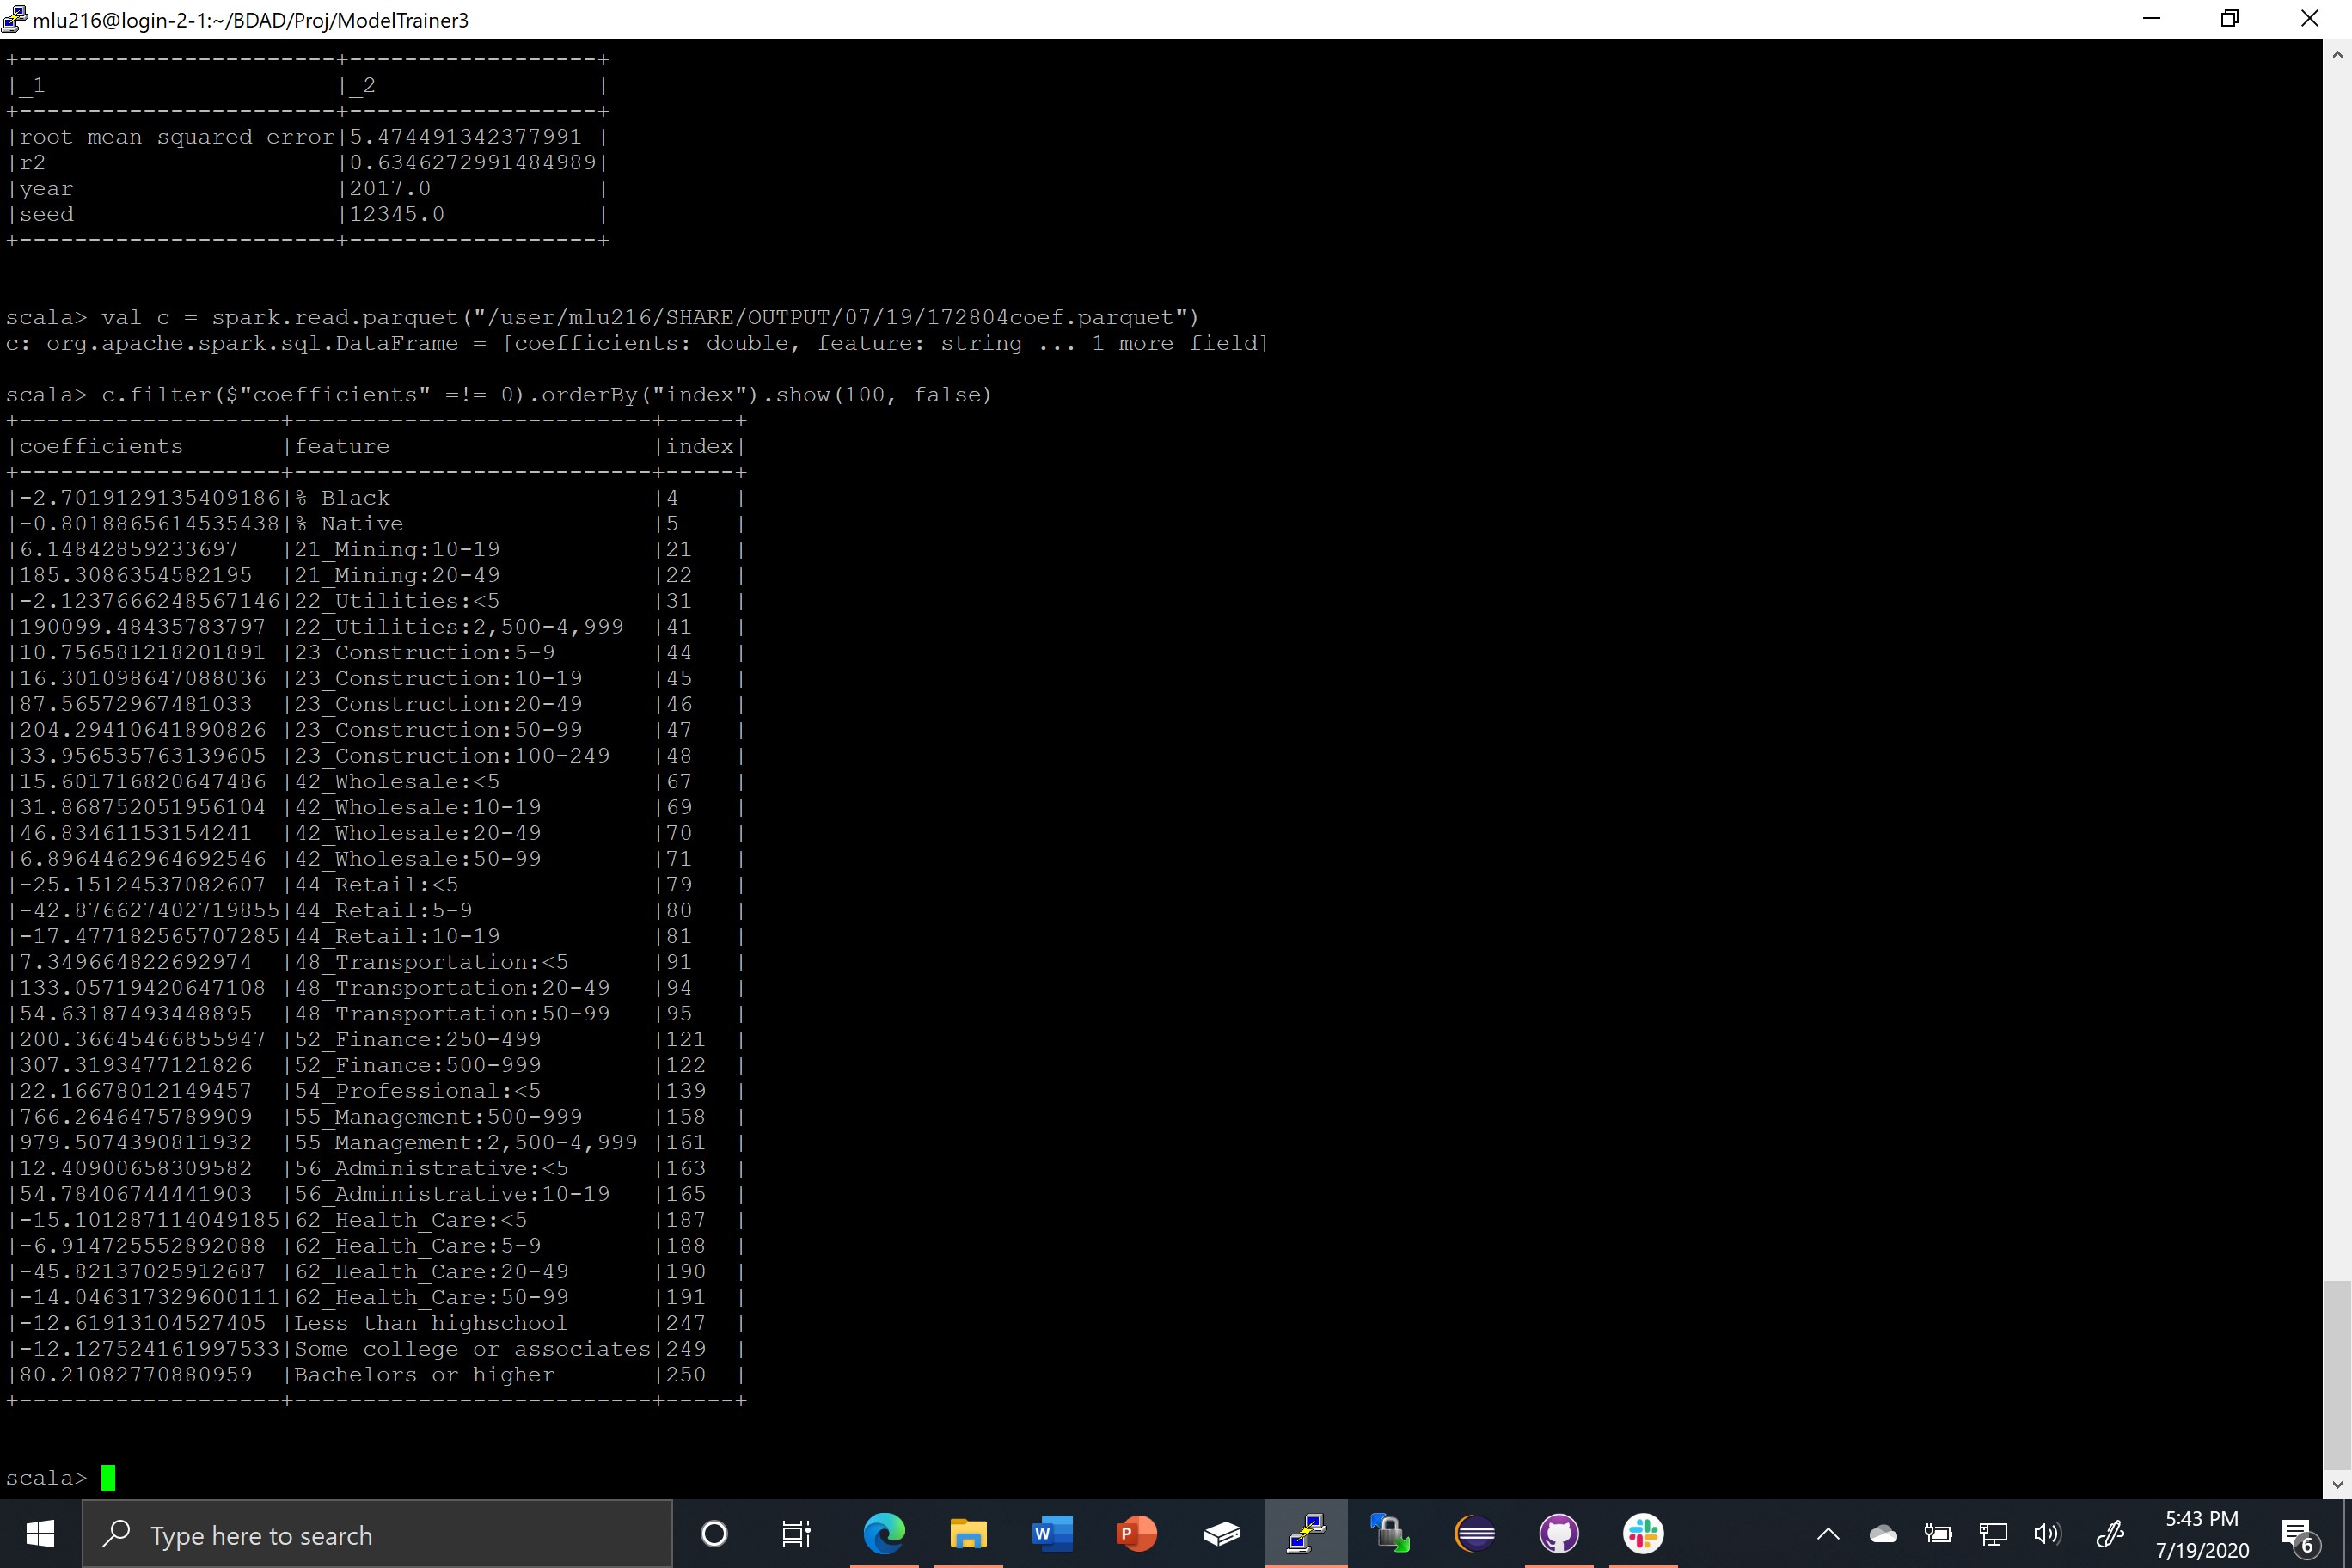 mlu216@login-2-1:~/BDAD/Proj/ModelTrainer3
+-----------------------+------------------+
|_1                     |_2                |
+-----------------------+------------------+
|root mean squared error|5.474491342377991 |
|r2                     |0.6346272991484989|
|year                   |2017.0            |
|seed                   |12345.0           |
+-----------------------+------------------+
scala> val c = spark.read.parquet("/user/mlu216/SHARE/OUTPUT/07/19/172804coef.parquet")
c: org.apache.spark.sql.DataFrame = [coefficients: double, feature: string ... 1 more field]
scala> c.filter($"coefficients" =!= 0).orderBy("index").show(100, false)
+-------------------+--------------------------+-----+
|coefficients       |feature                   |index|
+-------------------+--------------------------+-----+
|-2.7019129135409186|% Black                   |4    |
|-0.8018865614535438|% Native                  |5    |
|6.14842859233697   |21_Mining:10-19           |21   |
|185.3086354582195  |21_Mining:20-49           |22   |
|-2.1237666248567146|22_Utilities:<5           |31   |
|190099.48435783797 |22_Utilities:2,500-4,999  |41   |
|10.756581218201891 |23_Construction:5-9       |44   |
|16.301098647088036 |23_Construction:10-19     |45   |
|87.56572967481033  |23_Construction:20-49     |46   |
|204.29410641890826 |23_Construction:50-99     |47   |
|33.956535763139605 |23_Construction:100-249   |48   |
|15.601716820647486 |42_Wholesale:<5           |67   |
|31.868752051956104 |42_Wholesale:10-19        |69   |
|46.83461153154241  |42_Wholesale:20-49        |70   |
|6.8964462964692546 |42_Wholesale:50-99        |71   |
|-25.15124537082607 |44_Retail:<5              |79   |
|-42.876627402719855|44_Retail:5-9             |80   |
|-17.477182565707285|44_Retail:10-19           |81   |
|7.349664822692974  |48_Transportation:<5      |91   |
|133.05719420647108 |48_Transportation:20-49   |94   |
|54.63187493448895  |48_Transportation:50-99   |95   |
|200.36645466855947 |52_Finance:250-499        |121  |
|307.3193477121826  |52_Finance:500-999        |122  |
|22.16678012149457  |54_Professional:<5        |139  |
|766.2646475789909  |55_Management:500-999     |158  |
|979.5074390811932  |55_Management:2,500-4,999 |161  |
|12.409006583095​82  |56_Administrative:<5      |163  |
|54.78406744441903  |56_Administrative:10-19   |165  |
|-15.101287114049185|62_Health_Care:<5         |187  |
|-6.914725552892088 |62_Health_Care:5-9        |188  |
|-45.82137025912687 |62_Health_Care:20-49      |190  |
|-14.046317329600111|62_Health_Care:50-99      |191  |
|-12.61913104527405 |Less than highschool      |247  |
|-12.127524161997533|Some college or associates|249  |
|80.21082770880959  |Bachelors or higher       |250  |
+-------------------+--------------------------+-----+
scala>
Type here to search
W
P
5:43 PM
7/19/2020
6